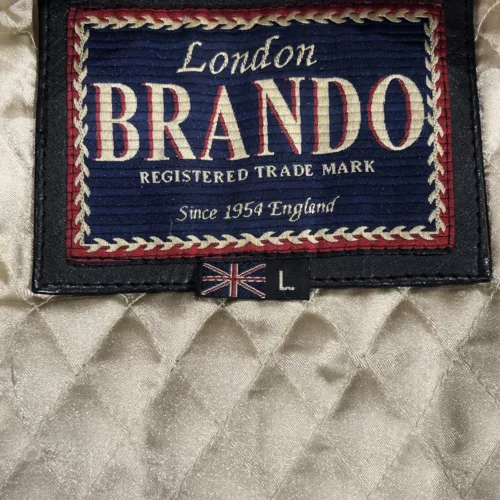 London
BRANDO
REGISTERED TRADE MARK
Since 1954 England
L